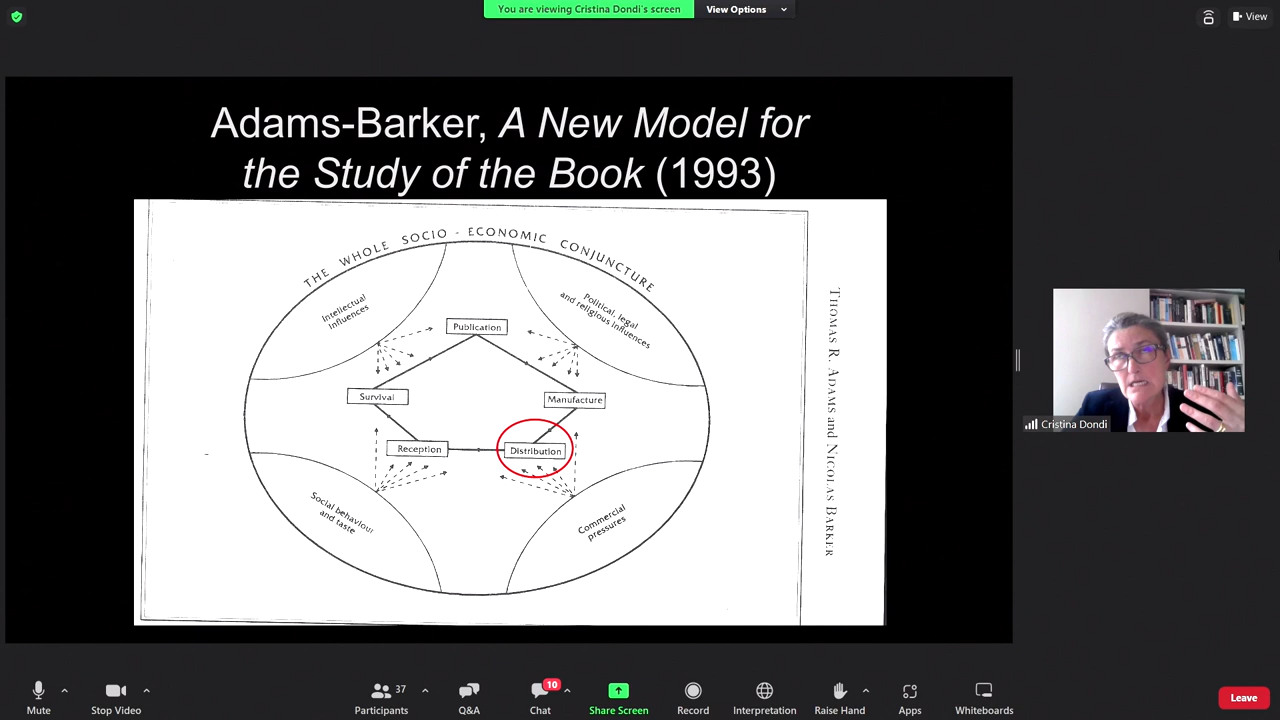 You are viewing Cristina Dondi's screen
View Options
View
Adams-Barker, A New Model for
the Study of the Book (1993)
THE WHOLE SOCIO - ECONOMIC CONJUNCTURE
Intellectual
Influences
Political, legal
and religious influences
Publication
Survival
Manufacture
Reception
Distribution
Social behaviour
and taste
Commercial
pressures
THOMAS R. ADAMS and NICOLAS BARKER
Cristina Dondi
Mute
Stop Video
Participants
37
Q&A
Chat
10
Share Screen
Record
Interpretation
Raise Hand
Apps
Whiteboards
Leave